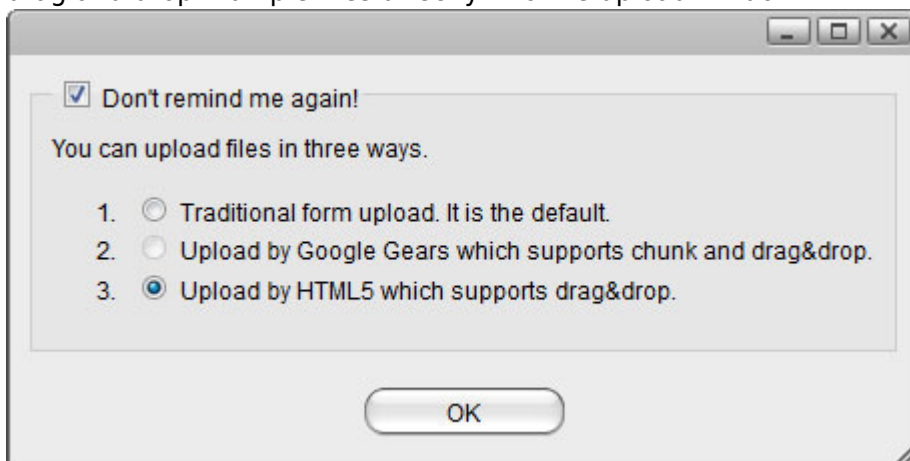 Don't remind me again!
You can upload files in three ways.
1. Traditional form upload. It is the default.
2. Upload by Google Gears which supports chunk and drag&drop.
3. Upload by HTML5 which supports drag&drop.
OK